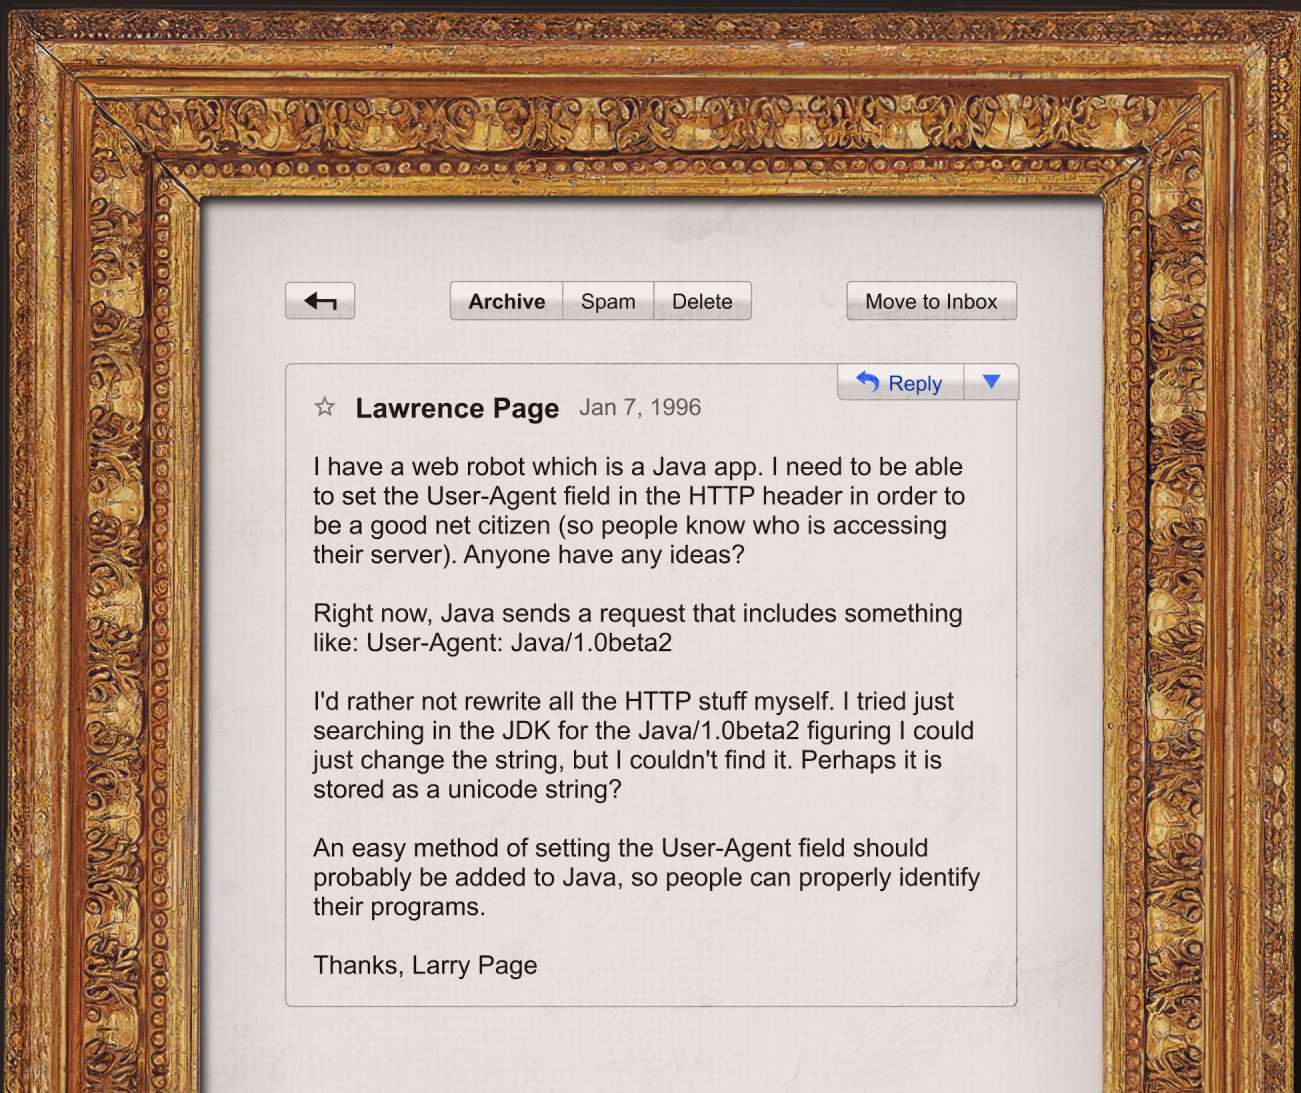 Archive Spam Delete Move to Inbox
Reply
Lawrence Page Jan 7, 1996
I have a web robot which is a Java app. I need to be able
to set the User-Agent field in the HTTP header in order to
be a good net citizen (so people know who is accessing
their server). Anyone have any ideas?
Right now, Java sends a request that includes something
like: User-Agent: Java/1.0beta2
I'd rather not rewrite all the HTTP stuff myself. I tried just
searching in the JDK for the Java/1.0beta2 figuring I could
just change the string, but I couldn't find it. Perhaps it is
stored as a unicode string?
An easy method of setting the User-Agent field should
probably be added to Java, so people can properly identify
their programs.
Thanks, Larry Page